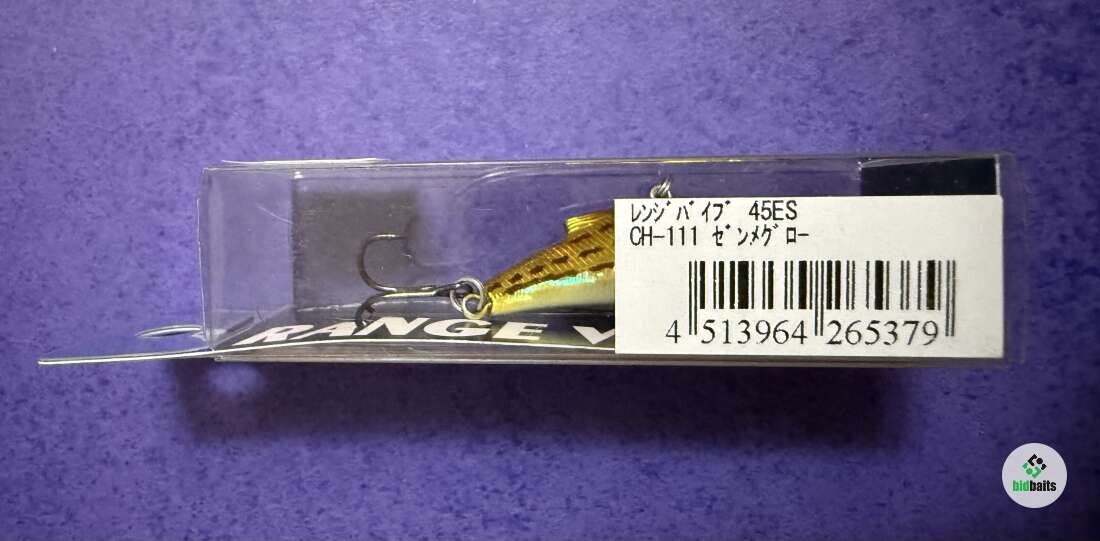 ﾚﾝｼﾞﾊﾞｲﾌﾞ 45ES
CH-111 ｾﾞﾝﾒｸﾞﾛｰ
4 513964 265379
RANGE V
bidbaits